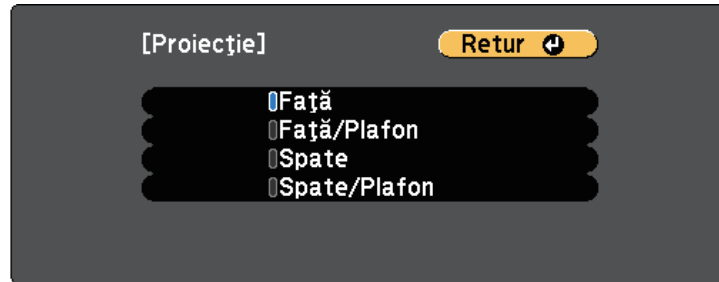 [Proiecţie] Retur
Faţă
Faţă/Plafon
Spate
Spate/Plafon